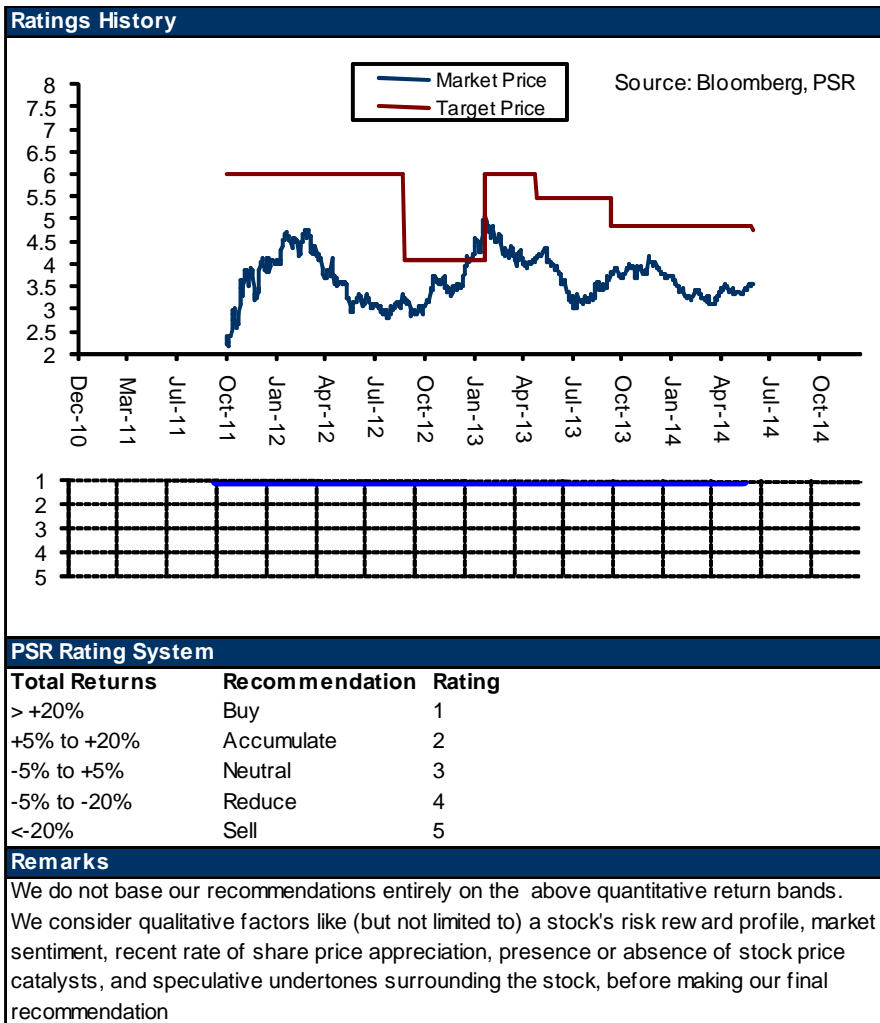 Ratings History
Market Price
Target Price
Source: Bloomberg, PSR
8
7.5
7
6.5
6
5.5
5
4.5
4
3.5
3
2.5
2
Dec-10
Mar-11
Jul-11
Oct-11
Jan-12
Apr-12
Jul-12
Oct-12
Jan-13
Apr-13
Jul-13
Oct-13
Jan-14
Apr-14
Jul-14
Oct-14
1
2
3
4
5
PSR Rating System
Total Returns Recommendation Rating
> +20% Buy 1
+5% to +20% Accumulate 2
-5% to +5% Neutral 3
-5% to -20% Reduce 4
<-20% Sell 5
Remarks
We do not base our recommendations entirely on the above quantitative return bands.
We consider qualitative factors like (but not limited to) a stock's risk reward profile, market
sentiment, recent rate of share price appreciation, presence or absence of stock price
catalysts, and speculative undertones surrounding the stock, before making our final
recommendation